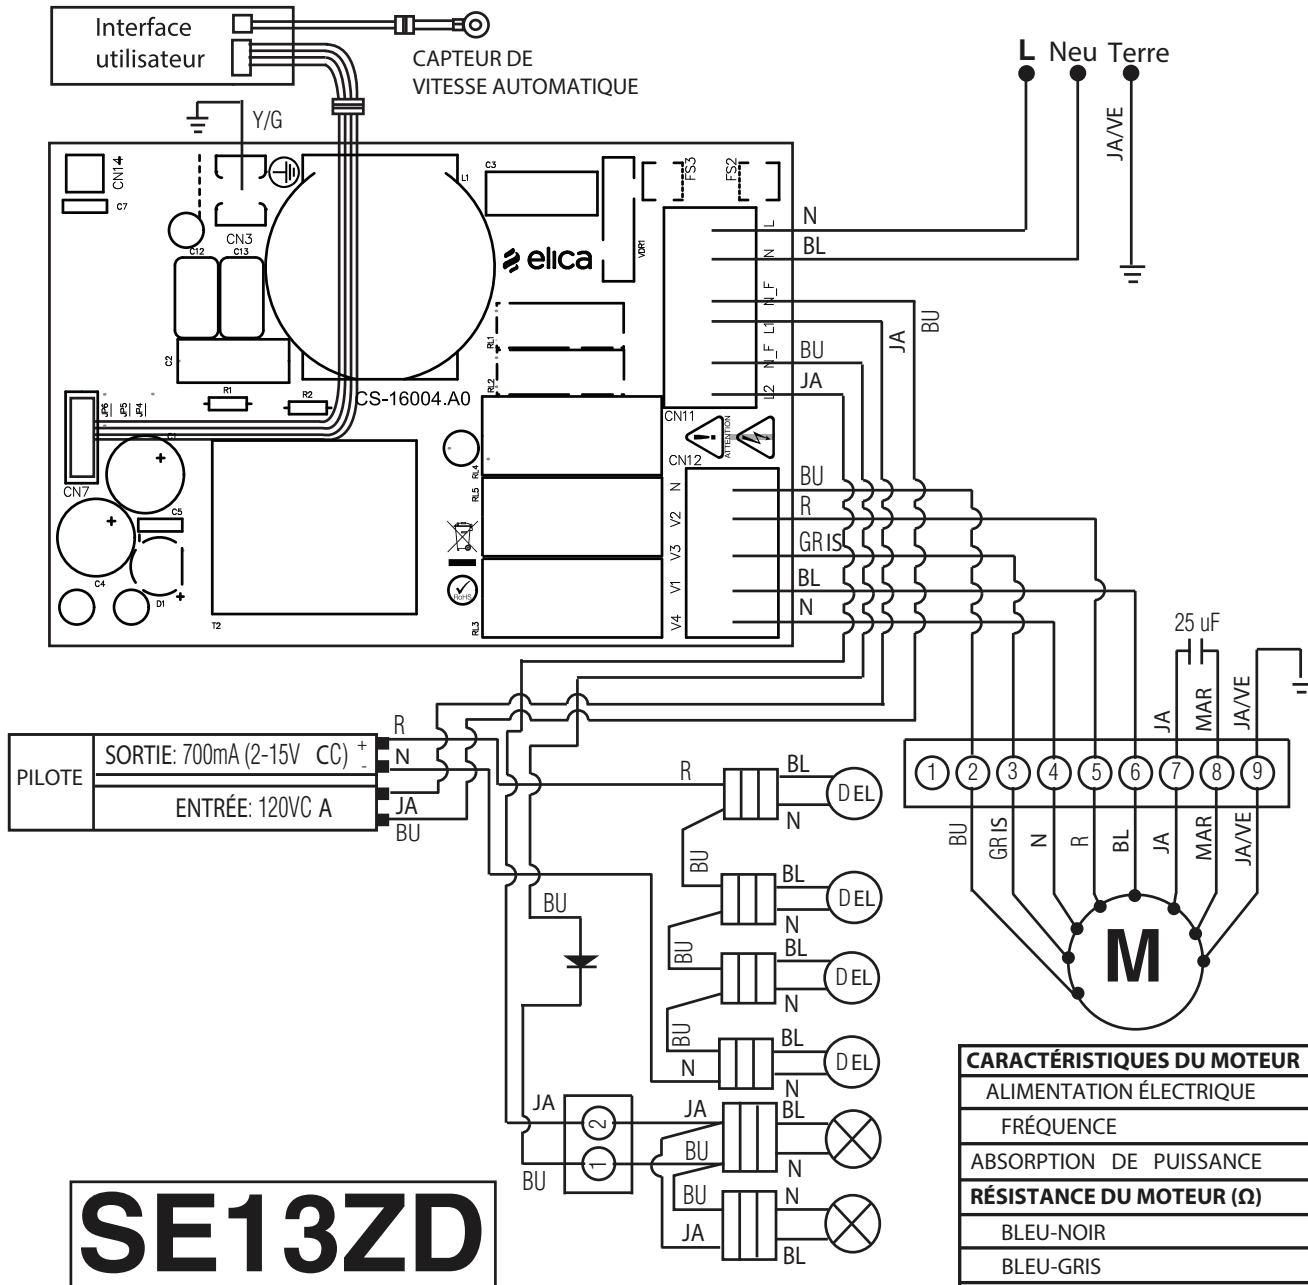 Interface
utilisateur
CAPTEUR DE
VITESSE AUTOMATIQUE
L Neu Terre
JA/VE
Y/G
CN14
C7
CN3
C12
C13
L1
C3
VDR1
FS3
FS2
elica
C2
R1
R2
RL1
RL2
CS-16004.A0
JP6
JP5
JP4
CN7
C1
C4
C5
D1
T2
RL4
RL5
RL3
RoHS
CN11
ATTENTION
CN12
L
N
N_F
L1
N_F
L2
N
BL
BU
JA
JA
BU
N
V2
V3
V1
V4
BU
R
GRIS
BL
N
25 uF
JA
MAR
JA/VE
PILOTE
SORTIE: 700mA (2-15V CC) + -
ENTRÉE: 120VC A
R
N
JA
BU
1 2 3 4 5 6 7 8 9
BU
GRIS
N
R
BL
JA
MAR
JA/VE
M
R
BL
DEL
N
BU
BL
DEL
N
BU
BL
DEL
N
BU
BL
N
DEL
N
BU
JA
2
1
BU
JA
BL
BU
N
BU
N
JA
BL
SE13ZD
CARACTÉRISTIQUES DU MOTEUR
ALIMENTATION ÉLECTRIQUE
FRÉQUENCE
ABSORPTION DE PUISSANCE
RÉSISTANCE DU MOTEUR (Ω)
BLEU-NOIR
BLEU-GRIS